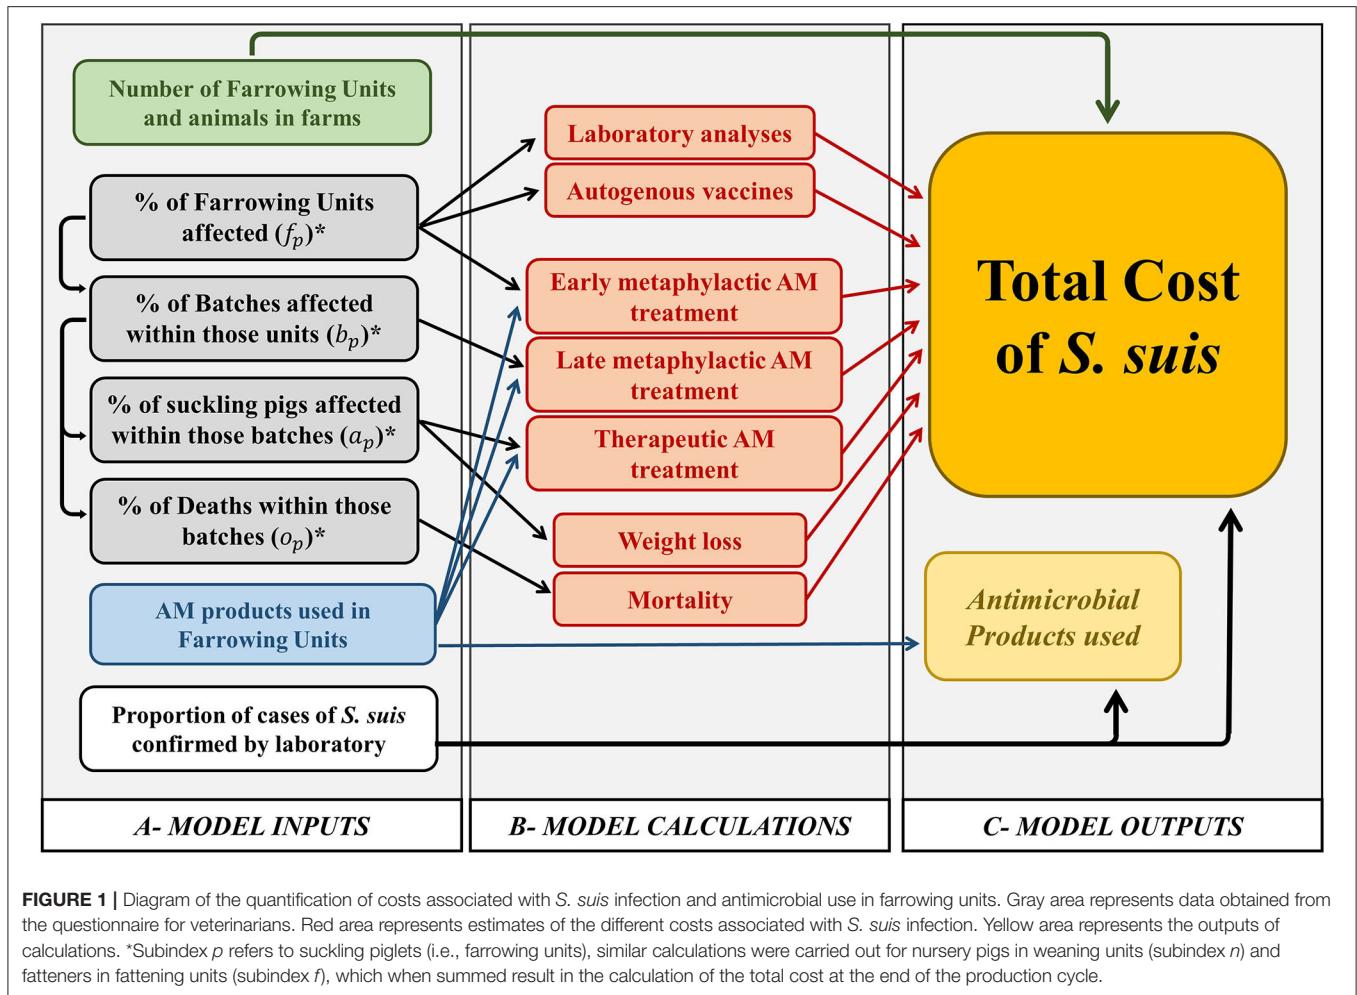 Number of Farrowing Units
and animals in farms
% of Farrowing Units
affected (fp)*
% of Batches affected
within those units (bp)*
% of suckling pigs affected
within those batches (ap)*
% of Deaths within those
batches (op)*
AM products used in
Farrowing Units
Proportion of cases of S. suis
confirmed by laboratory
A- MODEL INPUTS
Laboratory analyses
Autogenous vaccines
Early metaphylactic AM
treatment
Late metaphylactic AM
treatment
Therapeutic AM
treatment
Weight loss
Mortality
B- MODEL CALCULATIONS
Total Cost
of S. suis
Antimicrobial
Products used
C- MODEL OUTPUTS
FIGURE 1 | Diagram of the quantification of costs associated with S. suis infection and antimicrobial use in farrowing units. Gray area represents data obtained from
the questionnaire for veterinarians. Red area represents estimates of the different costs associated with S. suis infection. Yellow area represents the outputs of
calculations. *Subindex p refers to suckling piglets (i.e., farrowing units), similar calculations were carried out for nursery pigs in weaning units (subindex n) and
fatteners in fattening units (subindex f), which when summed result in the calculation of the total cost at the end of the production cycle.